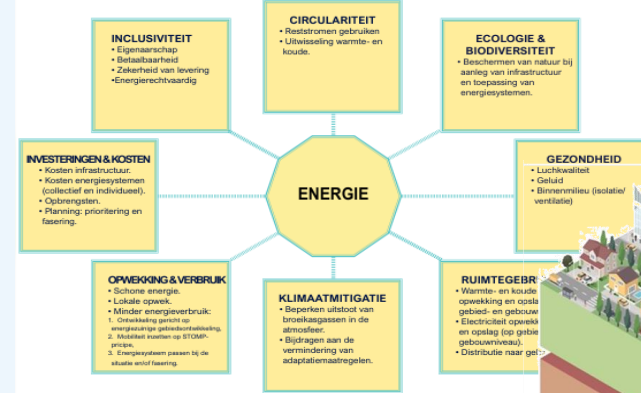 CIRCULARITEIT
• Reststromen gebruiken
• Uitwisseling warmte- en
koude.
INCLUSIVITEIT
• Eigenaarschap
• Betaalbaarheid
• Zekerheid van levering
•Energierechtvaardig
ECOLOGIE &
BIODIVERSITEIT
• Beschermen van natuur bij
aanleg van infrastructuur
en toepassing van
energiesystemen.
INVESTERINGEN & KOSTEN
• Kosten infrastructuur.
• Kosten energiesystemen
(collectief en individueel).
• Opbrengsten.
• Planning: prioritering en
fasering.
ENERGIE
GEZONDHEID
• Luchkwaliteit
• Geluid
• Binnenmilieu (isolatie/
ventilatie)
OPWEKKING & VERBRUIK
• Schone energie.
• Lokale opwek.
• Minder energieverbruik:
1. Ontwikkeling gericht op
energiezuinige gebiedsontwikkeling,
2. Mobiliteit inzetten op STOMP-
pricipe,
3. Energiesysteem passen bij de
situatie en/of fasering.
KLIMAATMITIGATIE
• Beperken uitstoot van
broeikasgassen in de
atmosfeer.
• Bijdragen aan de
vermindering van
adaptatiemaatregelen.
• Warmte- en koude
opwekking en opsla
gebied- en gebouw
• Electriciteit opwekk
en opslag (op gebie
gebouwniveau).
• Distributie naar